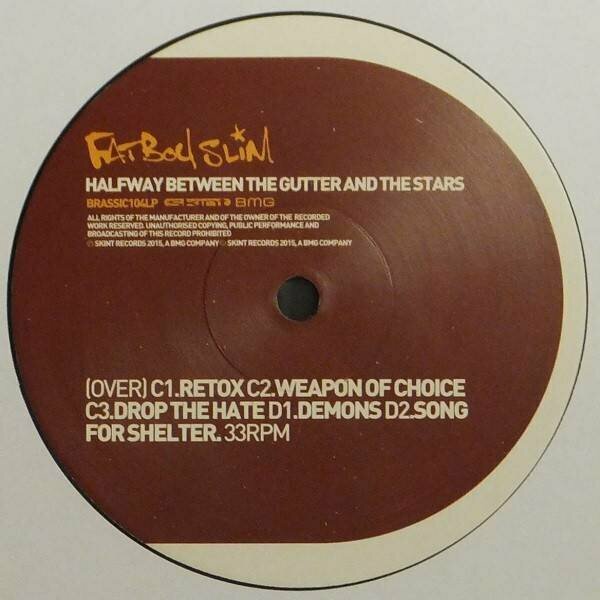 FATBOY SLIM
HALFWAY BETWEEN THE GUTTER AND THE STARS
BRASSIC104LP SKINT BMG
ALL RIGHTS OF THE MANUFACTURER AND OF THE OWNER OF THE RECORDED
WORK RESERVED. UNAUTHORISED COPYING, PUBLIC PERFORMANCE AND
BROADCASTING OF THIS RECORD PROHIBITED
℗ SKINT RECORDS 2015, A BMG COMPANY © SKINT RECORDS 2015, A BMG COMPANY
(OVER) C1.RETOX C2.WEAPON OF CHOICE
C3.DROP THE HATE D1.DEMONS D2.SONG
FOR SHELTER. 33RPM